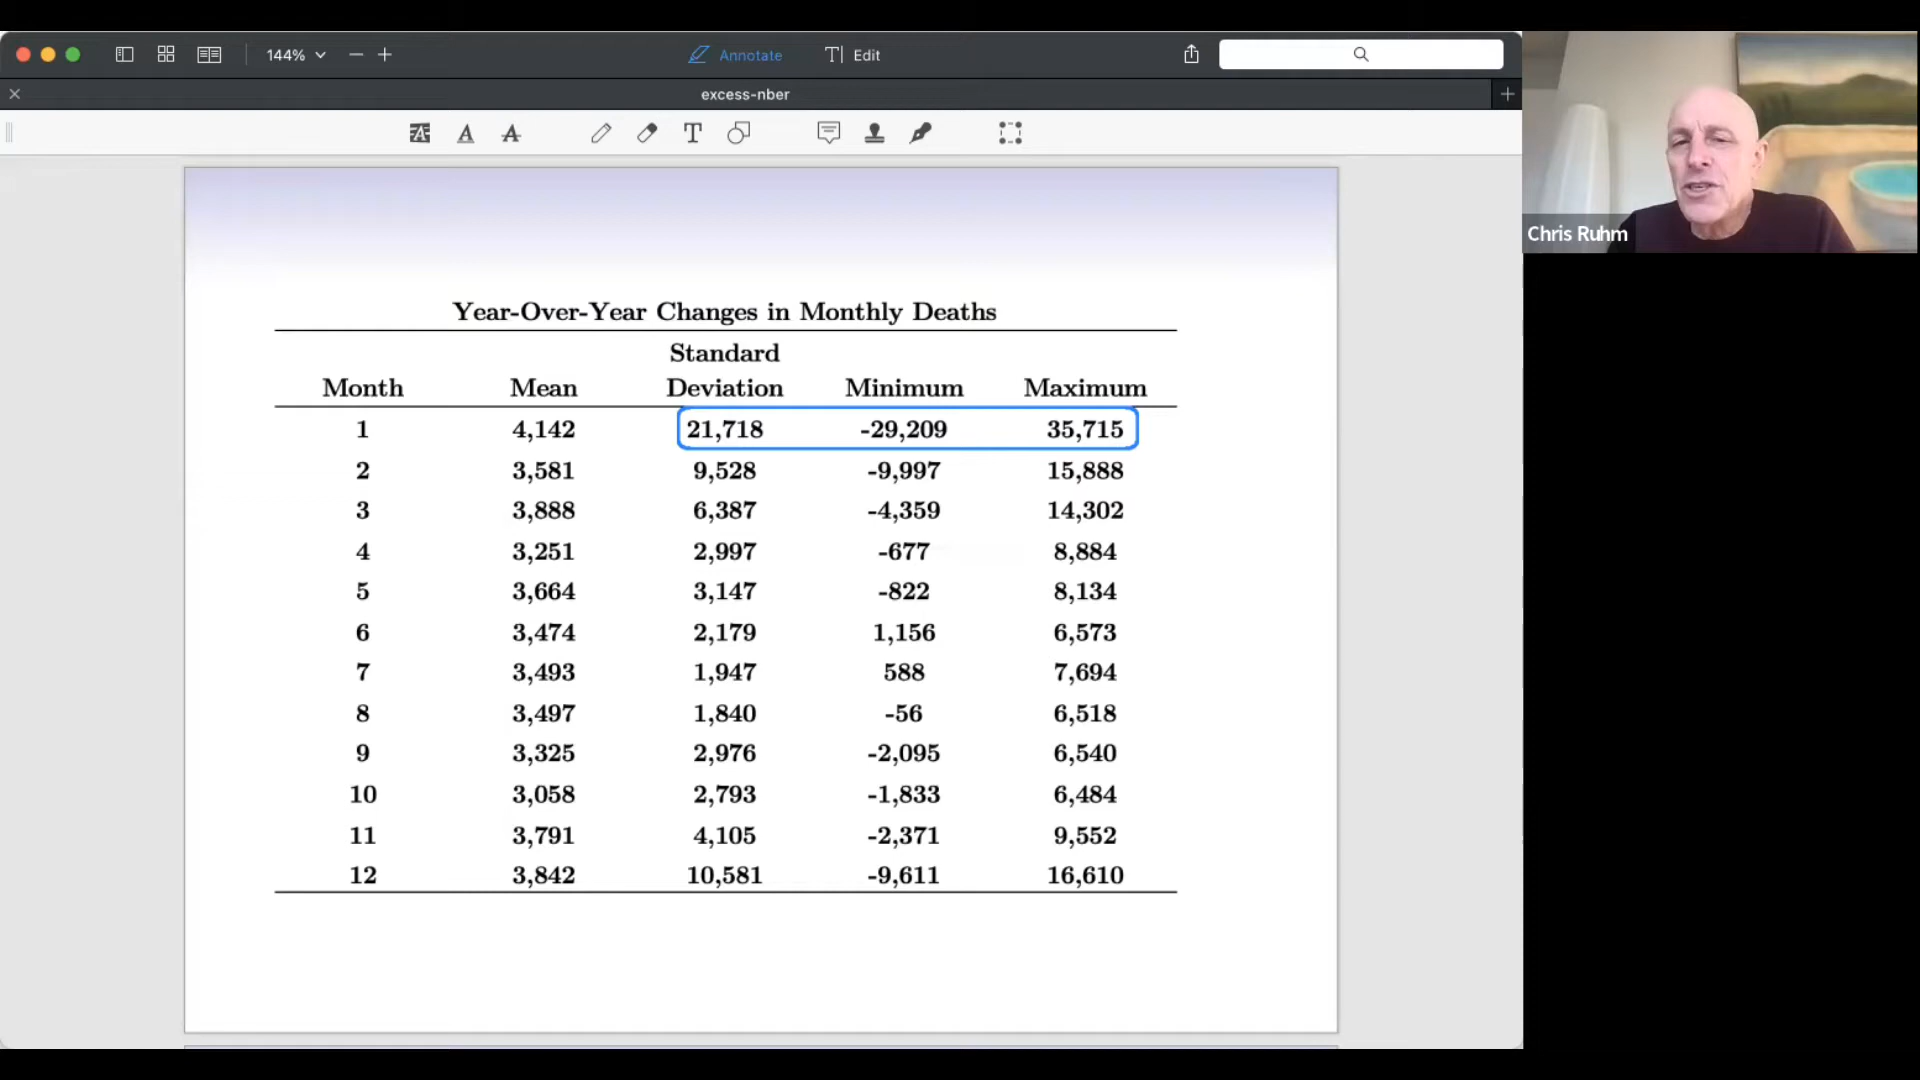 144%
Annotate
Edit
excess-nber
Year-Over-Year Changes in Monthly Deaths
Standard
Month Mean Deviation Minimum Maximum
1 4,142 21,718 -29,209 35,715
2 3,581 9,528 -9,997 15,888
3 3,888 6,387 -4,359 14,302
4 3,251 2,997 -677 8,884
5 3,664 3,147 -822 8,134
6 3,474 2,179 1,156 6,573
7 3,493 1,947 588 7,694
8 3,497 1,840 -56 6,518
9 3,325 2,976 -2,095 6,540
10 3,058 2,793 -1,833 6,484
11 3,791 4,105 -2,371 9,552
12 3,842 10,581 -9,611 16,610
Chris Ruhm